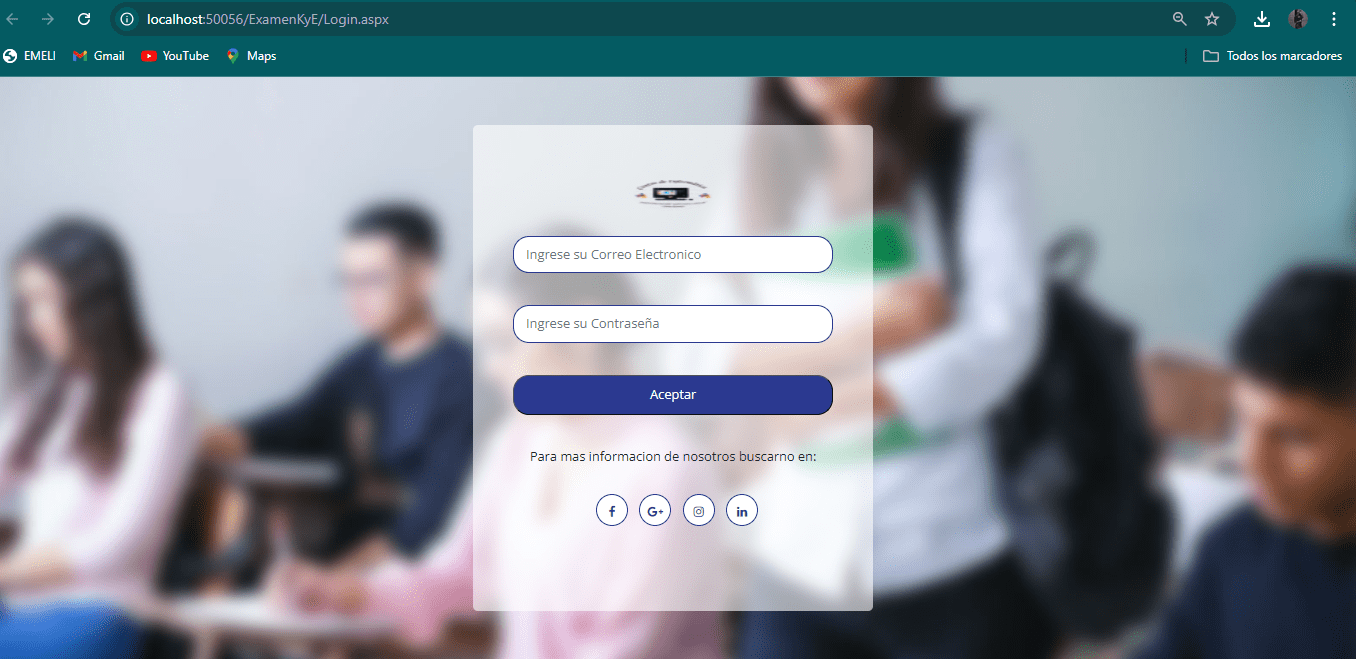 localhost:50056/ExamenKyE/Login.aspx
EMELI
Gmail
YouTube
Maps
Todos los marcadores
Ingrese su Correo Electronico
Ingrese su Contraseña
Aceptar
Para mas informacion de nosotros buscarno en:
f
G+
in